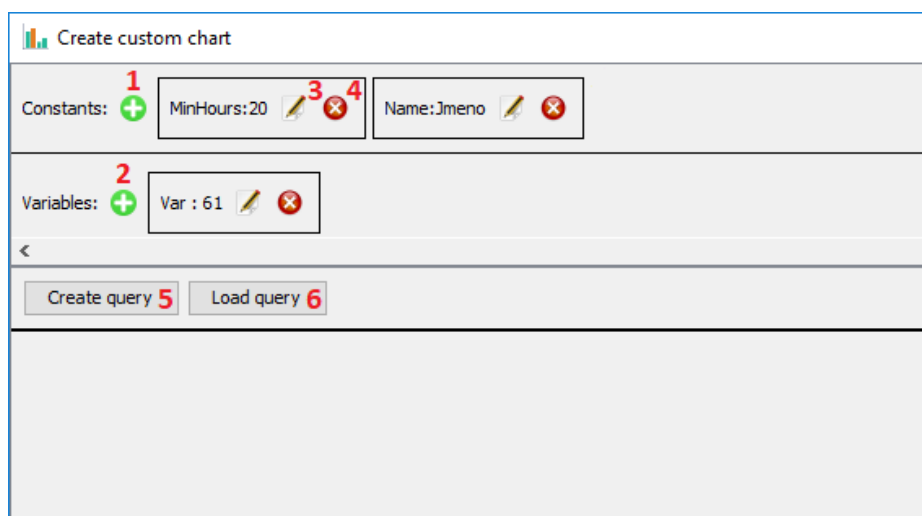 Create custom chart
1
Constants: MinHours:20 3 4 Name:Jmeno
2
Variables: Var : 61
<
Create query 5 Load query 6